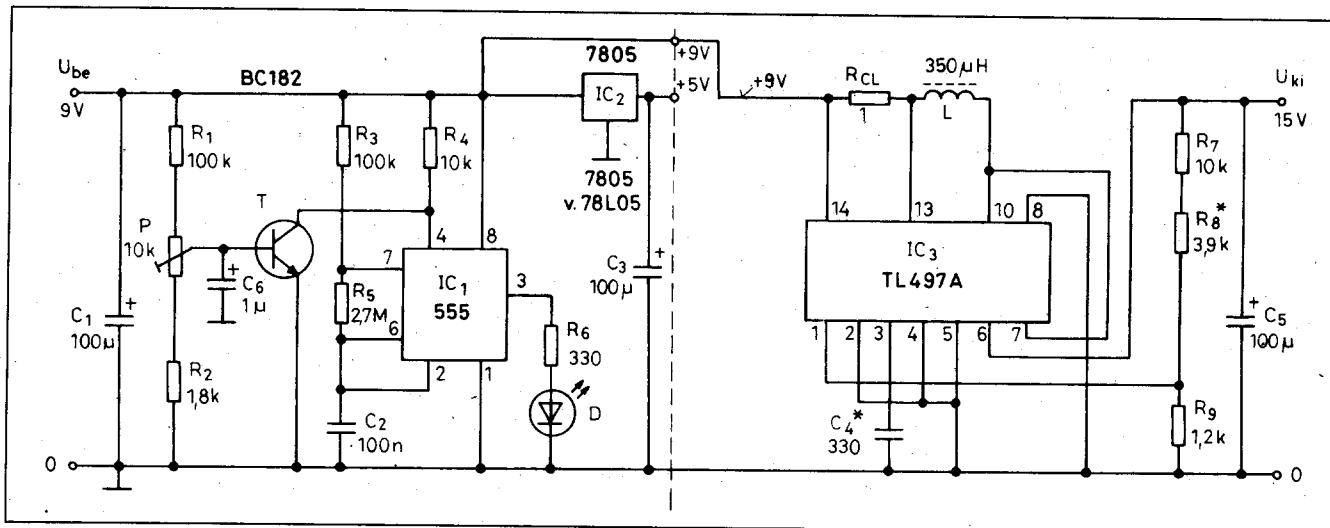 U be
9V
BC182
7805
IC2
7805
v. 78L05
+9V
+5V
+9V
RCL
1
350µH
L
U ki
15V
R1
100k
R3
100k
R4
10k
T
P
10k
C6
1µ
+
C1
100µ
+
R2
1,8k
R5
2,7M
C2
100n
7
6
4
8
2
1
3
IC1
555
R6
330
D
C3
100µ
+
14
13
10
8
IC3
TL497A
1
2
3
4
5
6
7
C4*
330
R7
10k
R8*
3,9k
R9
1,2k
C5
100µ
+
0
0